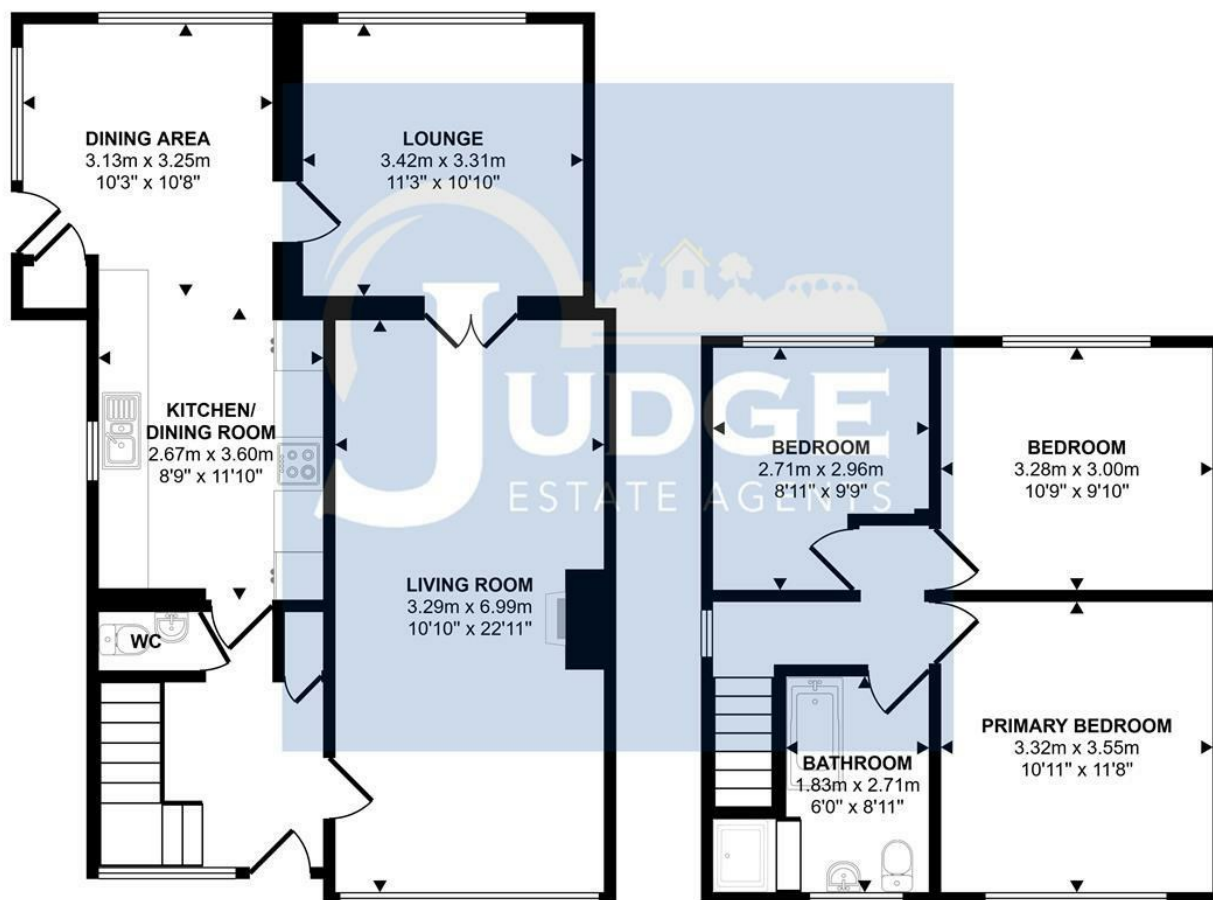 DINING AREA
3.13m x 3.25m
10'3" x 10'8"
LOUNGE
3.42m x 3.31m
11'3" x 10'10"
JUDGE
ESTATE AGENTS
KITCHEN/
DINING ROOM
2.67m x 3.60m
8'9" x 11'10"
BEDROOM
2.71m x 2.96m
8'11" x 9'9"
BEDROOM
3.28m x 3.00m
10'9" x 9'10"
LIVING ROOM
3.29m x 6.99m
10'10" x 22'11"
WC
PRIMARY BEDROOM
3.32m x 3.55m
10'11" x 11'8"
BATHROOM
1.83m x 2.71m
6'0" x 8'11"